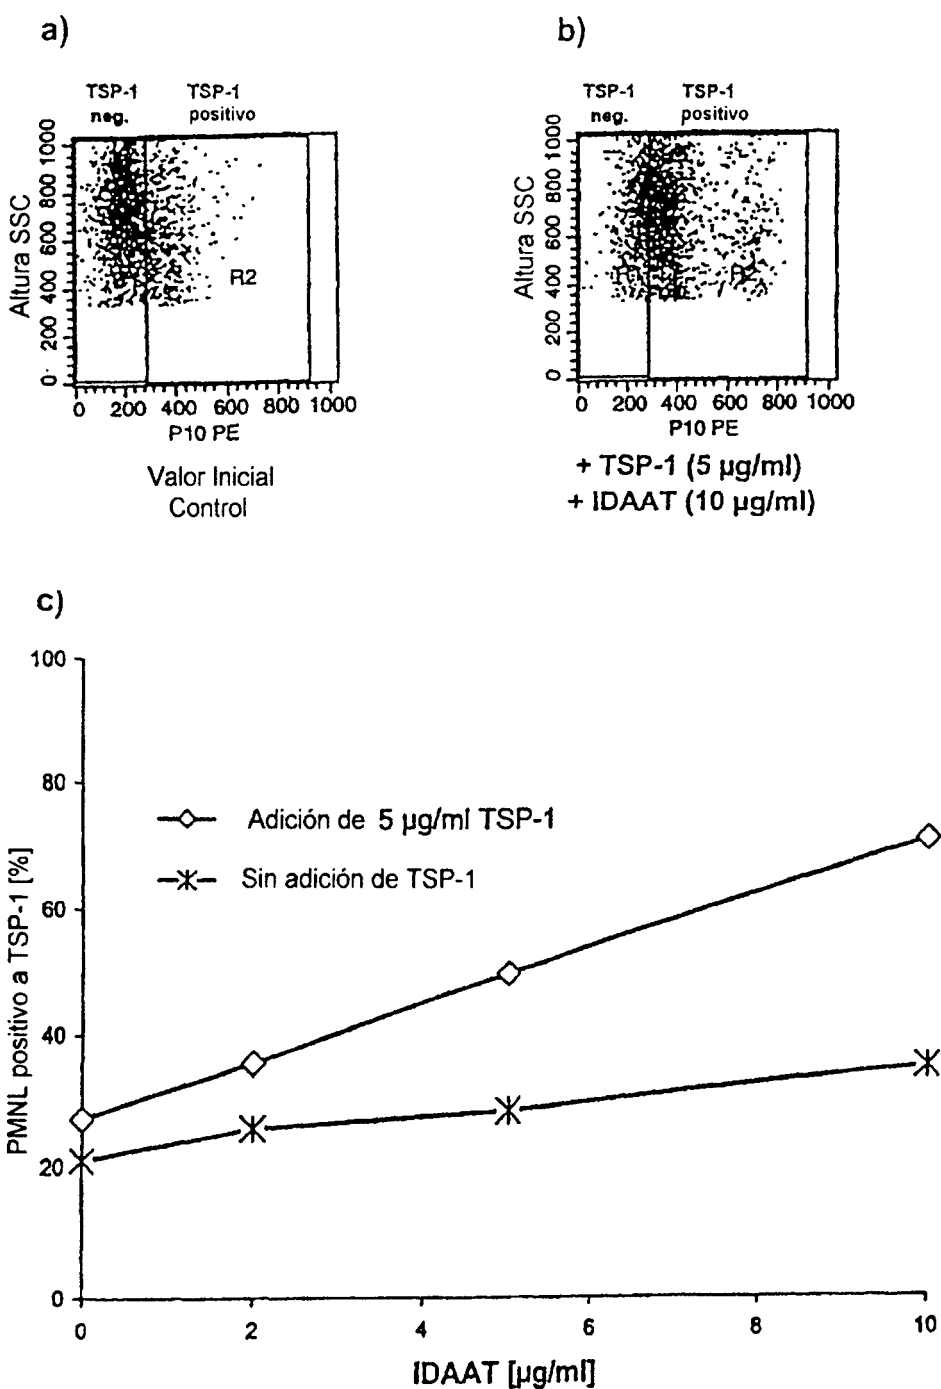 a)
TSP-1 TSP-1
neg. positivo
Altura SSC
1000
800
600
400
200
0
R2
0 200 400 600 800 1000
P10 PE
Valor Inicial
Control
b)
TSP-1 TSP-1
neg. positivo
Altura SSC
1000
800
600
400
200
0
0 200 400 600 800 1000
P10 PE
+ TSP-1 (5 µg/ml)
+ IDAAT (10 µg/ml)
c)
PMNL positivo a TSP-1 [%]
100
80
60
40
20
0
Adición de 5 µg/ml TSP-1
Sin adición de TSP-1
0 2 4 6 8 10
IDAAT [µg/ml]